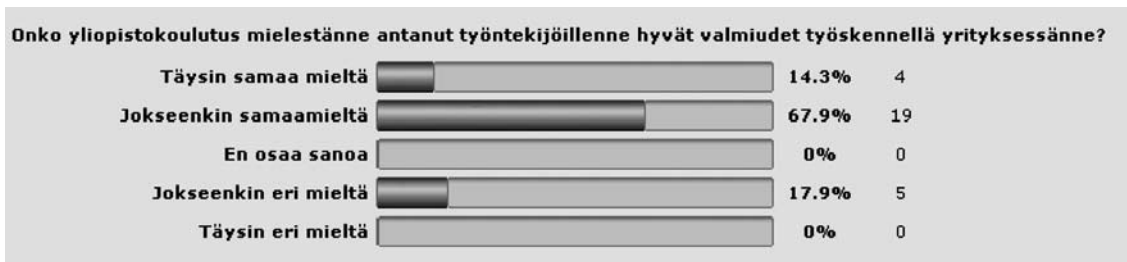 Onko yliopistokoulutus mielestänne antanut työntekijöillenne hyvät valmiudet työskennellä yrityksessänne?
Täysin samaa mieltä 14.3% 4
Jokseenkin samaamieltä 67.9% 19
En osaa sanoa 0% 0
Jokseenkin eri mieltä 17.9% 5
Täysin eri mieltä 0% 0